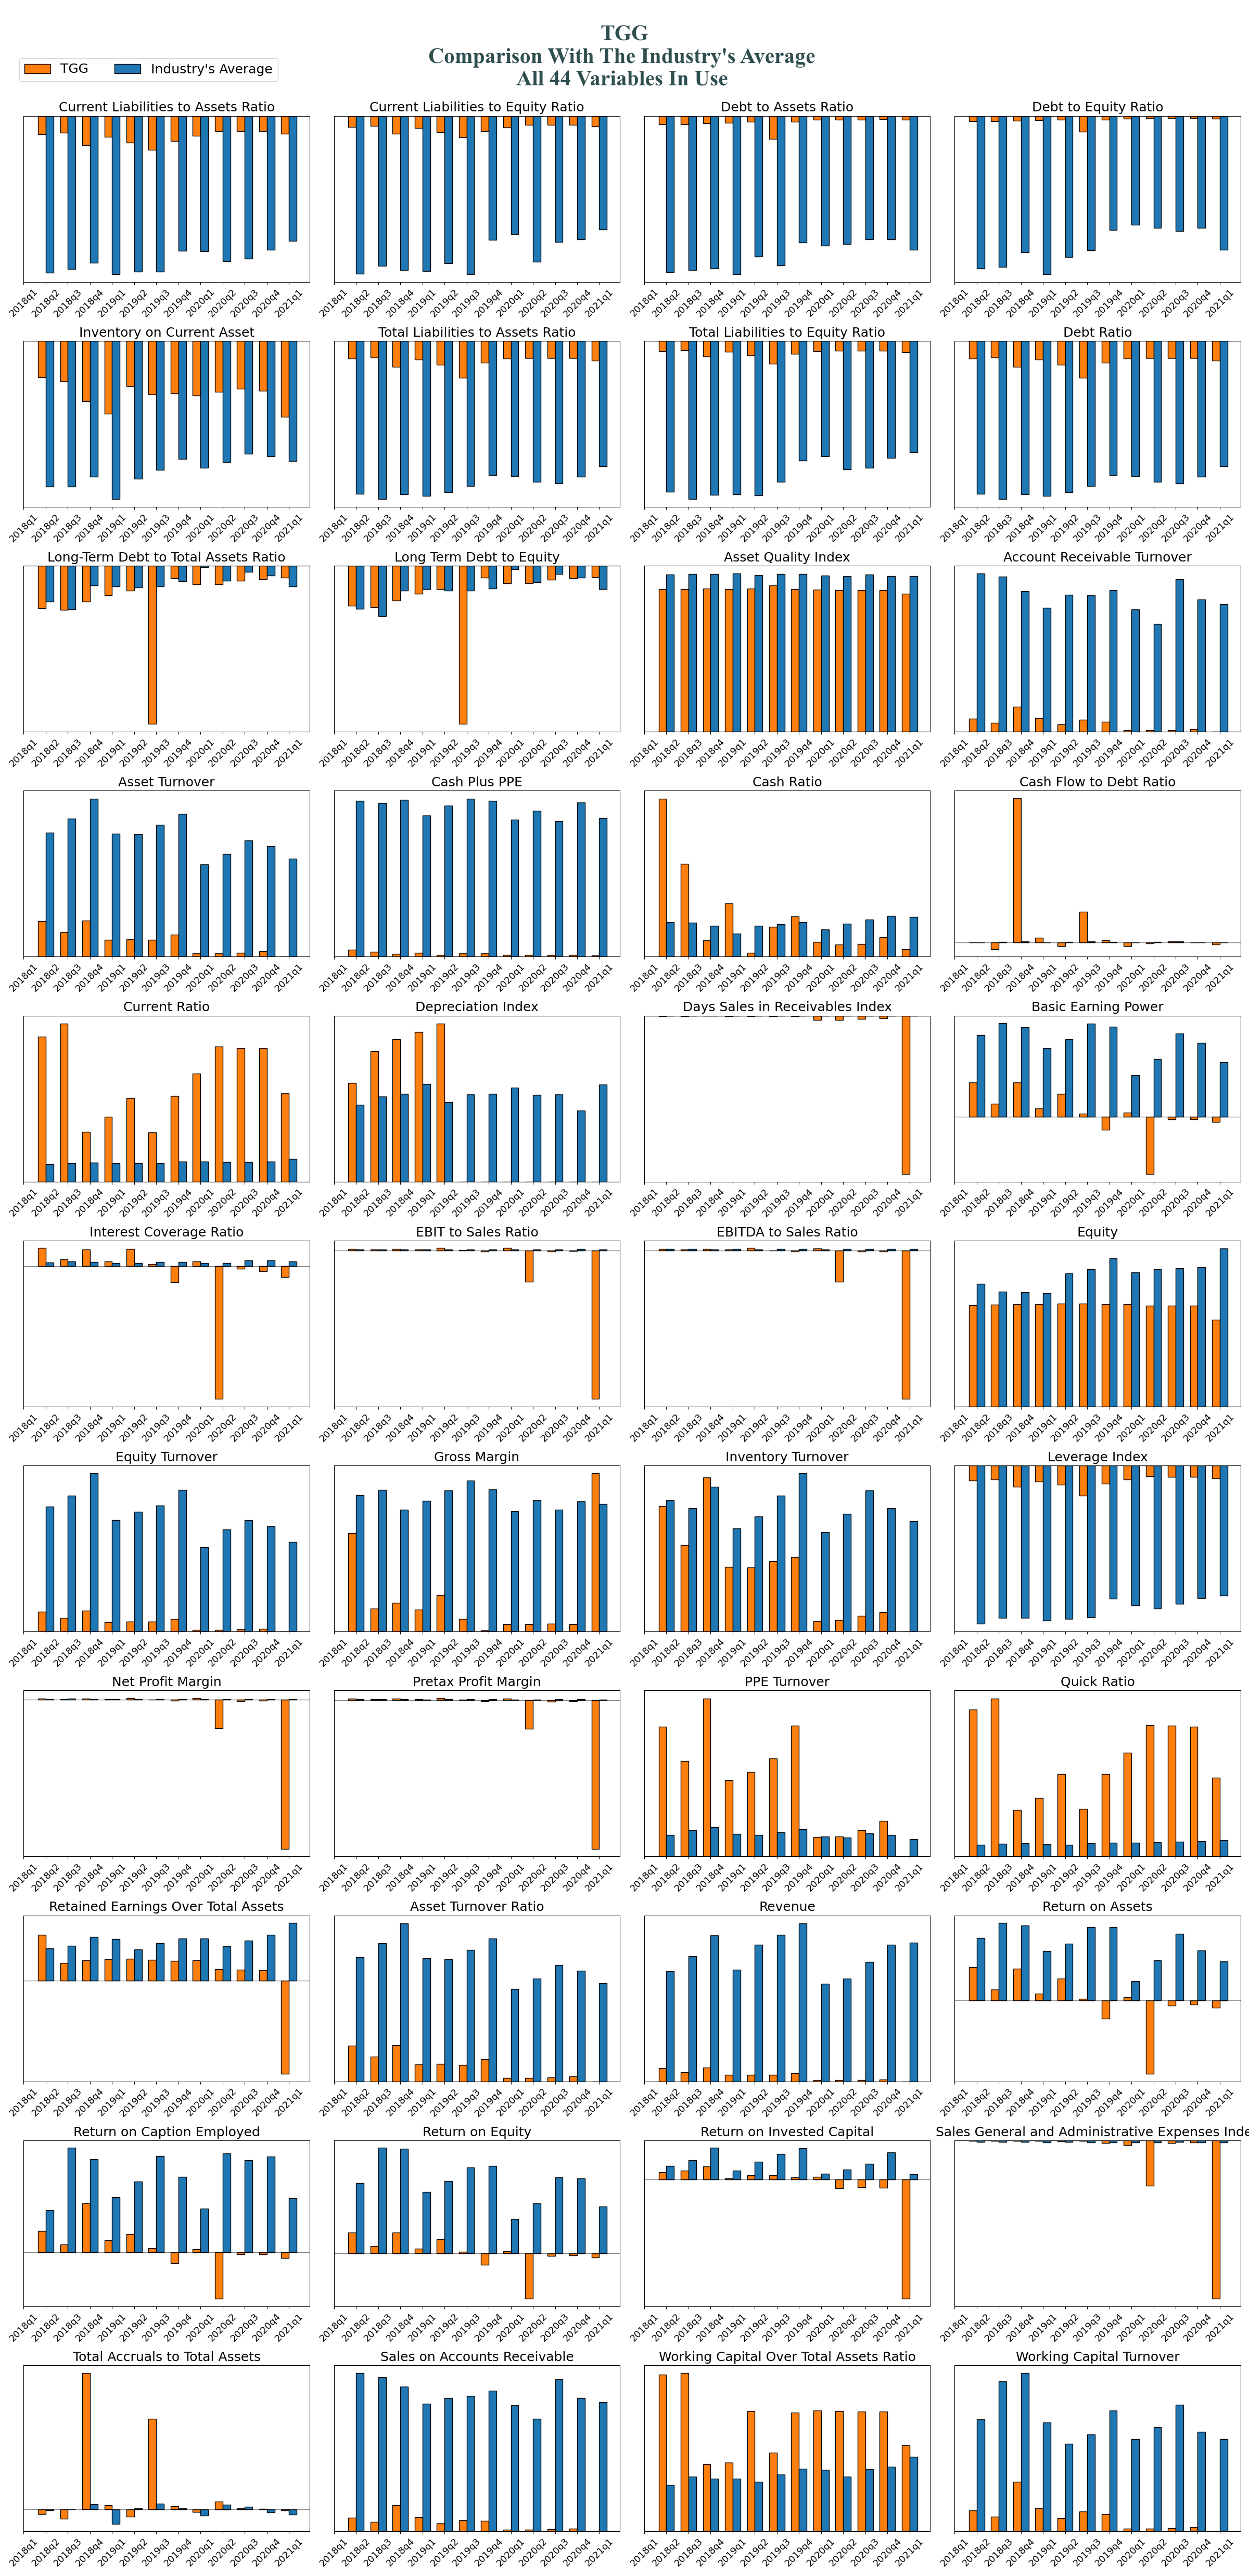 TGG
Comparison With The Industry's Average
All 44 Variables In Use
TGG Industry's Average
Current Liabilities to Assets Ratio
Current Liabilities to Equity Ratio
Debt to Assets Ratio
Debt to Equity Ratio
2018q1 2018q2 2018q3 2018q4 2019q1 2019q2 2019q3 2019q4 2020q1 2020q2 2020q3 2020q4 2021q1
Inventory on Current Asset
Total Liabilities to Assets Ratio
Total Liabilities to Equity Ratio
Debt Ratio
Long-Term Debt to Total Assets Ratio
Long Term Debt to Equity
Asset Quality Index
Account Receivable Turnover
Asset Turnover
Cash Plus PPE
Cash Ratio
Cash Flow to Debt Ratio
Current Ratio
Depreciation Index
Days Sales in Receivables Index
Basic Earning Power
Interest Coverage Ratio
EBIT to Sales Ratio
EBITDA to Sales Ratio
Equity
Equity Turnover
Gross Margin
Inventory Turnover
Leverage Index
Net Profit Margin
Pretax Profit Margin
PPE Turnover
Quick Ratio
Retained Earnings Over Total Assets
Asset Turnover Ratio
Revenue
Return on Assets
Return on Caption Employed
Return on Equity
Return on Invested Capital
Sales General and Administrative Expenses Inde
Total Accruals to Total Assets
Sales on Accounts Receivable
Working Capital Over Total Assets Ratio
Working Capital Turnover